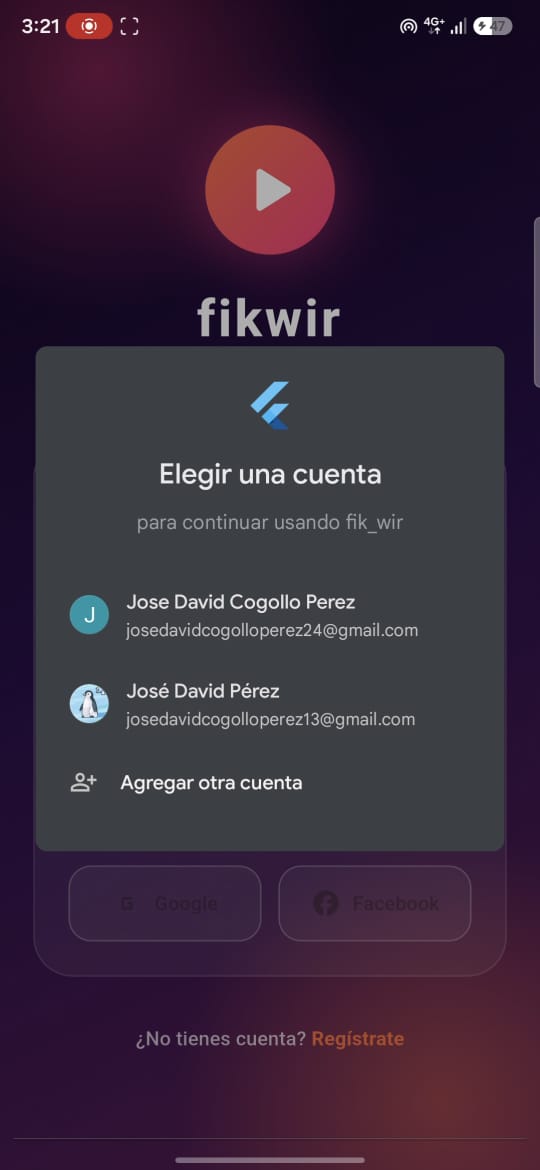 3:21
4G+
47
fikwir
Elegir una cuenta
para continuar usando fik_wir
J
Jose David Cogollo Perez
josedavidcogolloperez24@gmail.com
José David Pérez
josedavidcogolloperez13@gmail.com
Agregar otra cuenta
G Google
Facebook
¿No tienes cuenta? Regístrate